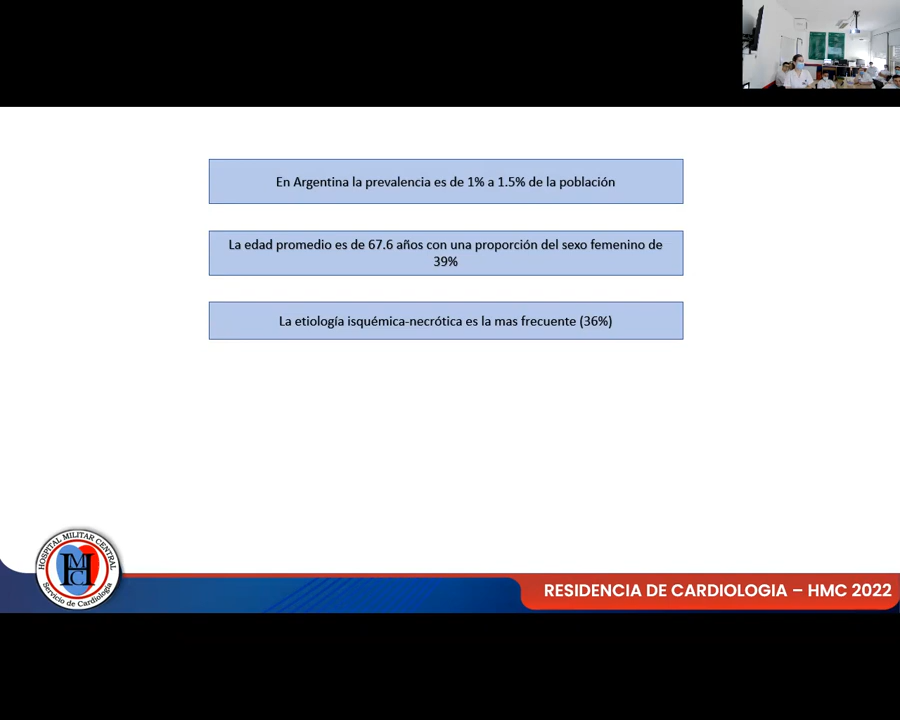 En Argentina la prevalencia es de 1% a 1.5% de la población
La edad promedio es de 67.6 años con una proporción del sexo femenino de
39%
La etiología isquémica-necrótica es la mas frecuente (36%)
HOSPITAL MILITAR CENTRAL
HMC
Servicio de Cardiología
RESIDENCIA DE CARDIOLOGIA – HMC 2022